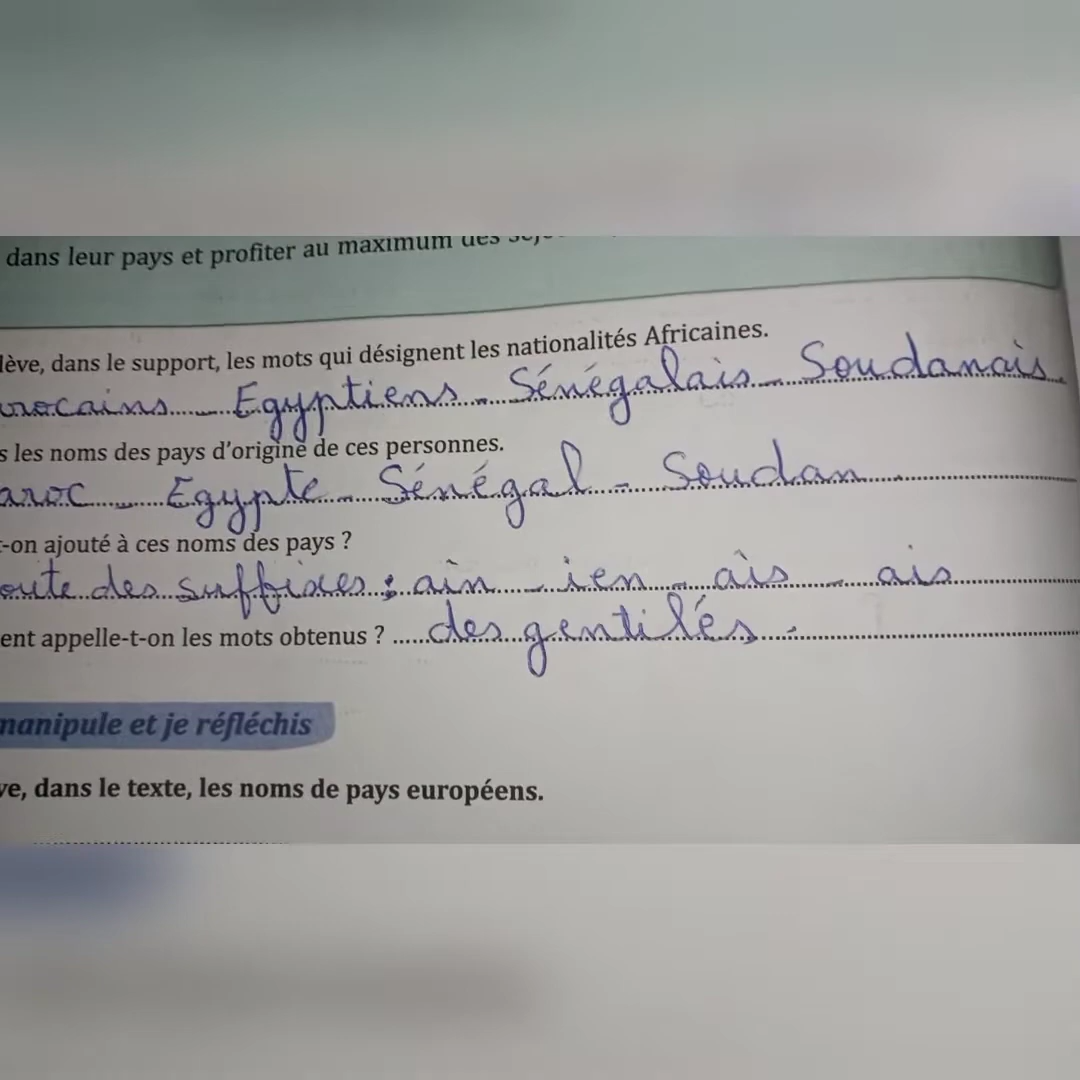 dans leur pays et profiter au maximum des
lève, dans le support, les mots qui désignent les nationalités Africaines.
rocains - Egyptiens - Sénégalais - Soudanais
s les noms des pays d'origine de ces personnes.
aroc - Egypte - Sénégal - Soudan
-on ajouté à ces noms des pays ?
oute des suffixes : ain - ien - ais - ais
ent appelle-t-on les mots obtenus ? des gentilés.
manipule et je réfléchis
ve, dans le texte, les noms de pays européens.